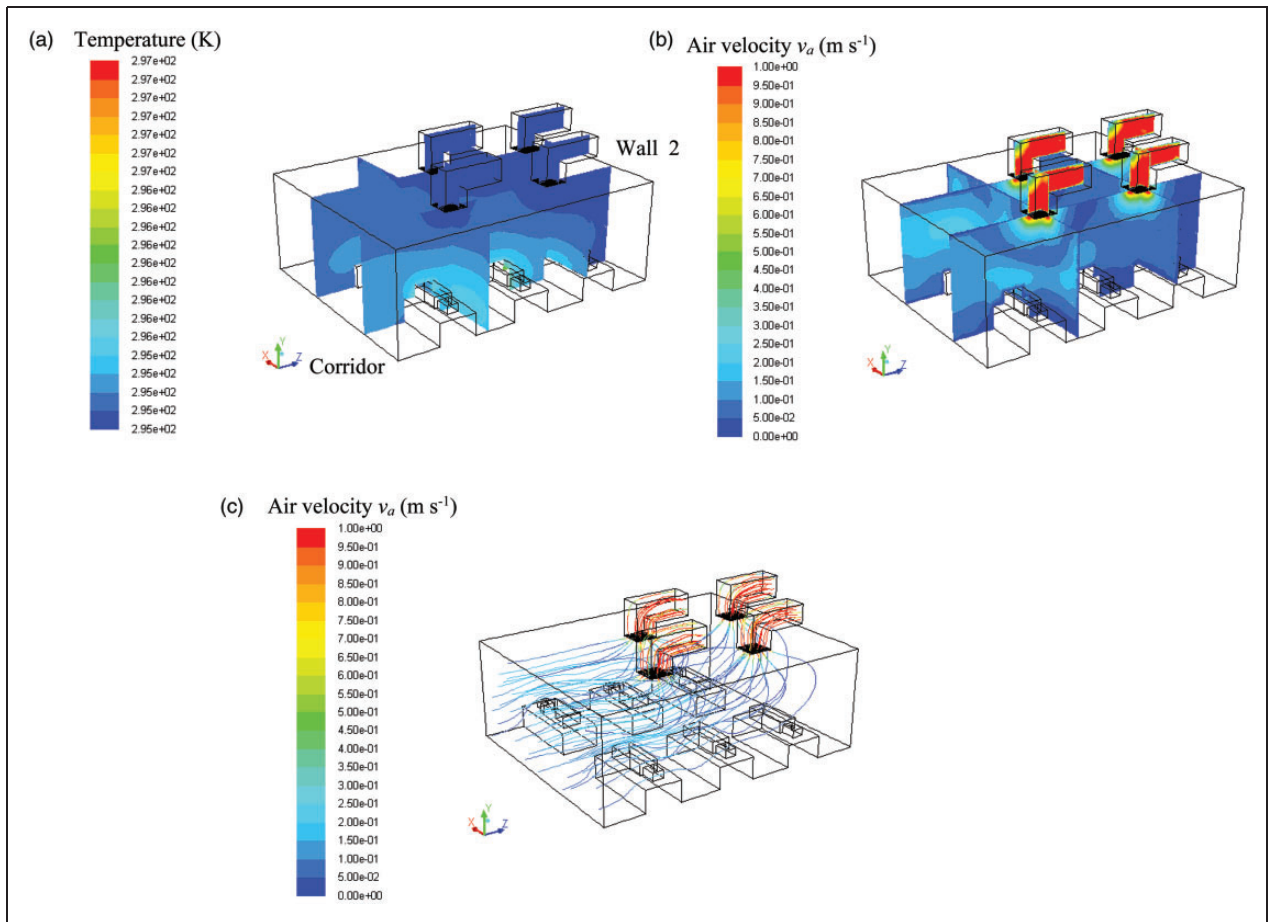 (a) Temperature (K)
2.97e+02
2.97e+02
2.97e+02
2.97e+02
2.97e+02
2.97e+02
2.97e+02
2.96e+02
2.96e+02
2.96e+02
2.96e+02
2.96e+02
2.96e+02
2.96e+02
2.96e+02
2.95e+02
2.95e+02
2.95e+02
2.95e+02
2.95e+02
Wall 2
Y
X
Z
Corridor
(b) Air velocity vₐ (m s⁻¹)
1.00e+00
9.50e-01
9.00e-01
8.50e-01
8.00e-01
7.50e-01
7.00e-01
6.50e-01
6.00e-01
5.50e-01
5.00e-01
4.50e-01
4.00e-01
3.50e-01
3.00e-01
2.50e-01
2.00e-01
1.50e-01
1.00e-01
5.00e-02
0.00e+00
Y
X
Z
(c) Air velocity vₐ (m s⁻¹)
1.00e+00
9.50e-01
9.00e-01
8.50e-01
8.00e-01
7.50e-01
7.00e-01
6.50e-01
6.00e-01
5.50e-01
5.00e-01
4.50e-01
4.00e-01
3.50e-01
3.00e-01
2.50e-01
2.00e-01
1.50e-01
1.00e-01
5.00e-02
0.00e+00
Y
X
Z